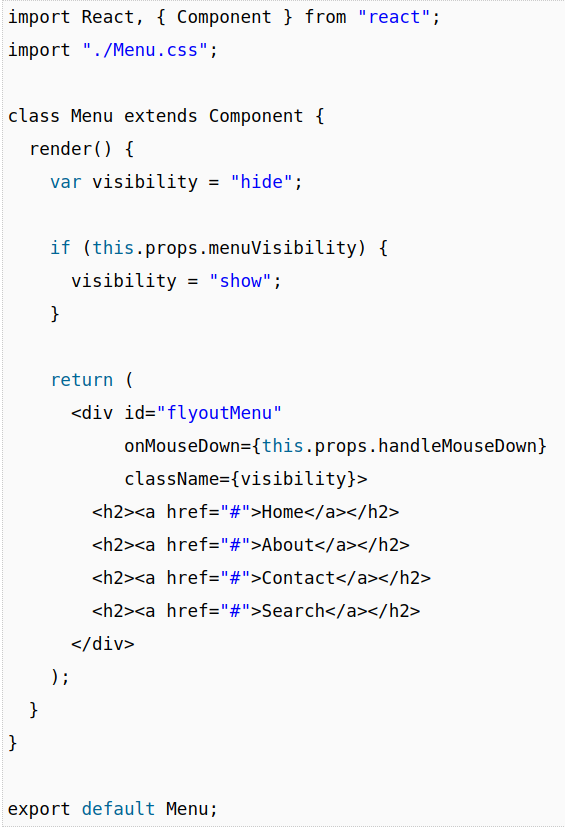 import React, { Component } from "react";
import "./Menu.css";

class Menu extends Component {
  render() {
    var visibility = "hide";

    if (this.props.menuVisibility) {
      visibility = "show";
    }

    return (
      <div id="flyoutMenu"
           onMouseDown={this.props.handleMouseDown}
           className={visibility}>
        <h2><a href="#">Home</a></h2>
        <h2><a href="#">About</a></h2>
        <h2><a href="#">Contact</a></h2>
        <h2><a href="#">Search</a></h2>
      </div>
    );
  }
}

export default Menu;